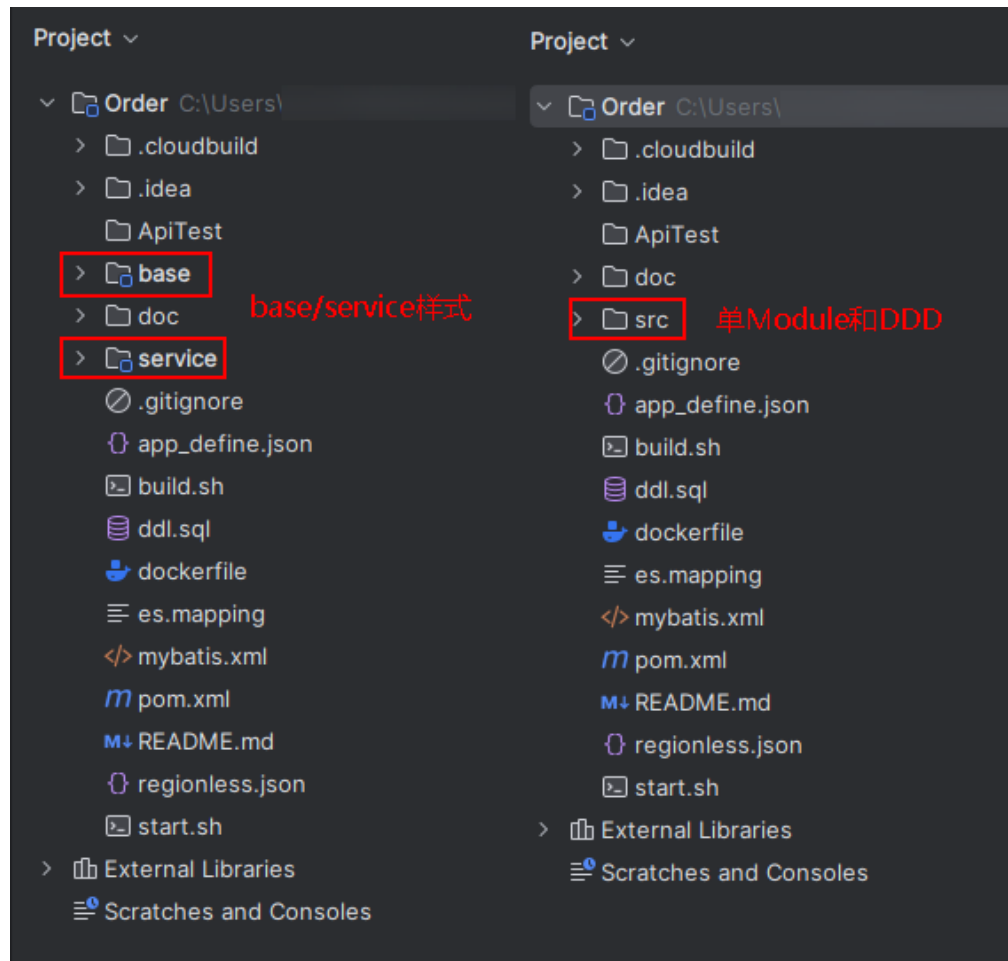 Project
Order C:\Users\
.cloudbuild
.idea
ApiTest
base
base/service样式
doc
service
.gitignore
app_define.json
build.sh
ddl.sql
dockerfile
es.mapping
mybatis.xml
pom.xml
README.md
regionless.json
start.sh
External Libraries
Scratches and Consoles
Project
Order C:\Users\
.cloudbuild
.idea
ApiTest
doc
src
单Module和DDD
.gitignore
app_define.json
build.sh
ddl.sql
dockerfile
es.mapping
mybatis.xml
pom.xml
README.md
regionless.json
start.sh
External Libraries
Scratches and Consoles